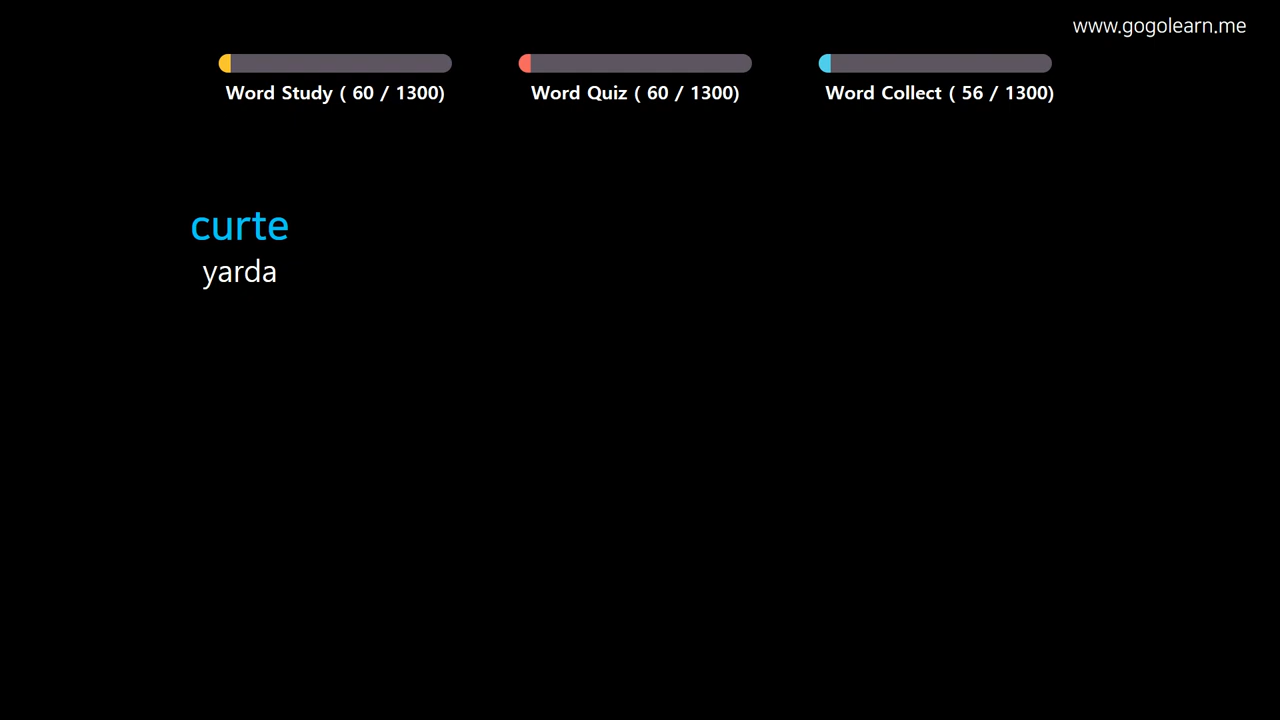 www.gogolearn.me
Word Study ( 60 / 1300)
Word Quiz ( 60 / 1300)
Word Collect ( 56 / 1300)
curte
yarda